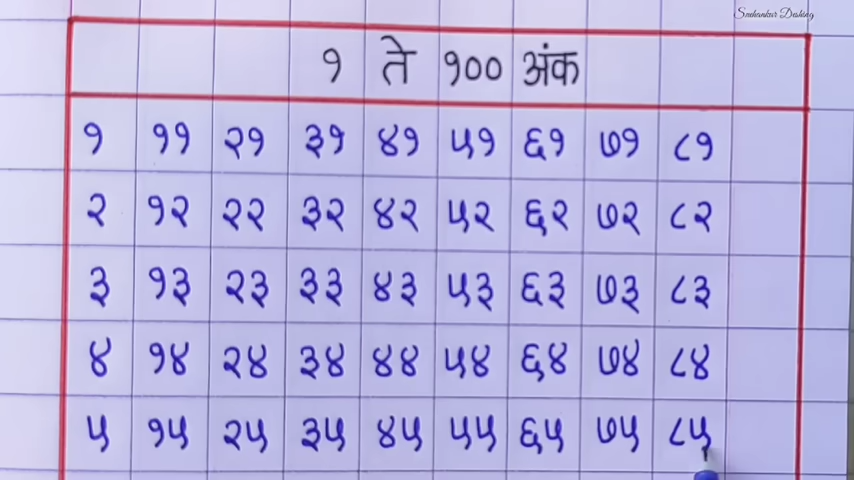 Snehankur Deshing
१ ते १०० अंक
१ ११ २१ ३१ ४१ ५१ ६१ ७१ ८१
२ १२ २२ ३२ ४२ ५२ ६२ ७२ ८२
३ १३ २३ ३३ ४३ ५३ ६३ ७३ ८३
४ १४ २४ ३४ ४४ ५४ ६४ ७४ ८४
५ १५ २५ ३५ ४५ ५५ ६५ ७५ ८५